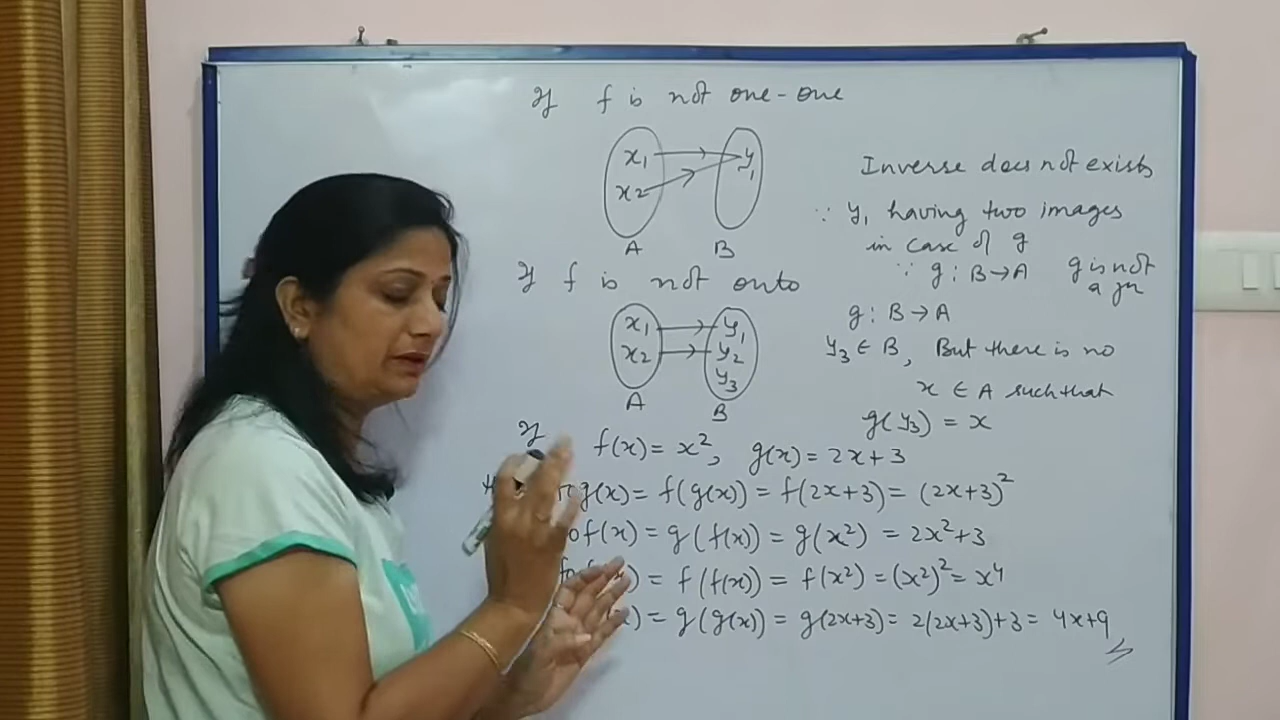 If f is not one-one
x₁ y₁
x₂
A B
Inverse does not exists
∵ y₁ having two images
in case of g
∵ g : B→A g is not
a fn
If f is not onto
x₁ y₁
x₂ y₂
y₃
A B
g : B→A
y₃ ∈ B, But there is no
x ∈ A such that
g(y₃) = x
If f(x) = x², g(x) = 2x+3
g(x) = f(g(x)) = f(2x+3) = (2x+3)²
of(x) = g(f(x)) = g(x²) = 2x²+3
= f(f(x)) = f(x²) = (x²)² = x⁴
= g(g(x)) = g(2x+3) = 2(2x+3)+3 = 4x+9